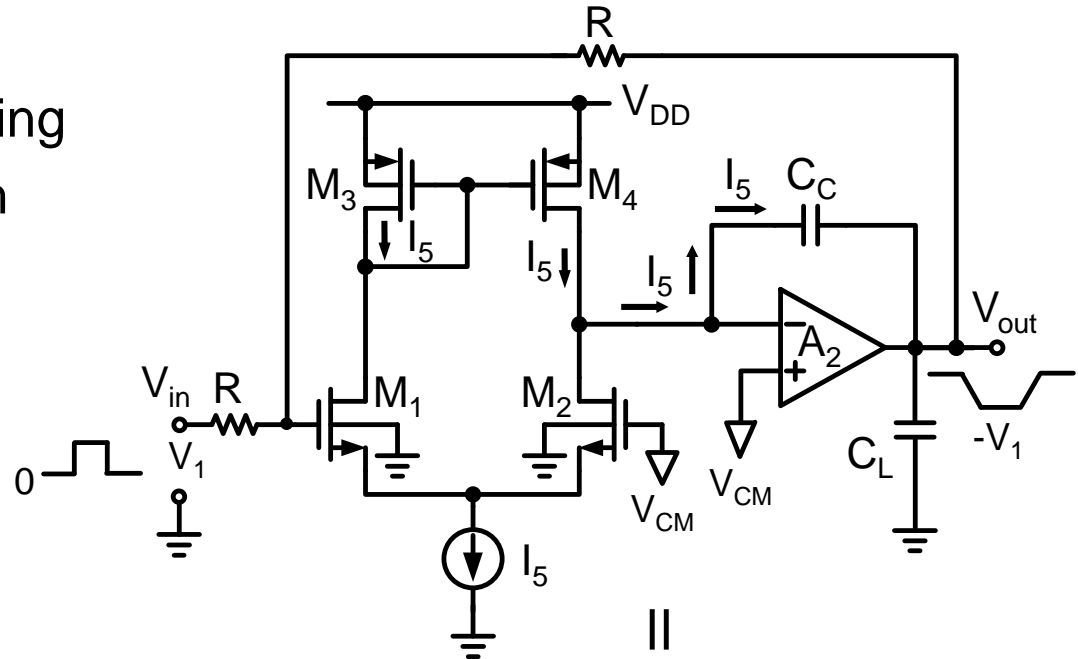 R
ing
n
V_DD
M_3
M_4
I_5
I_5
I_5
C_C
I_5
V_in
R
M_1
M_2
A_2
V_out
0
V_1
V_CM
V_CM
C_L
-V_1
I_5
II